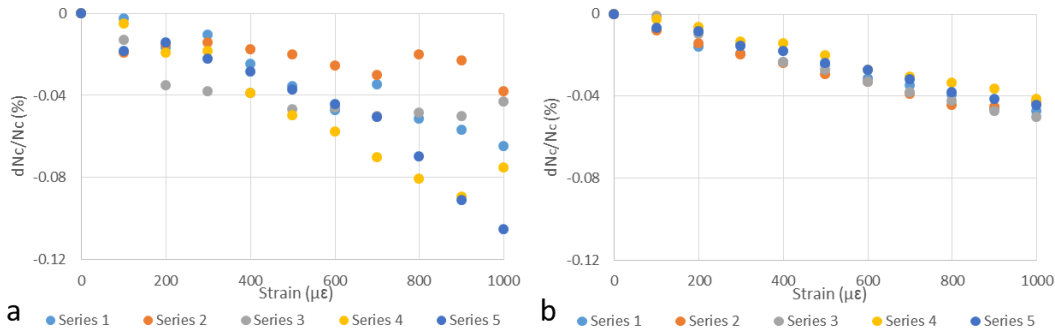 0
-0.04
-0.08
-0.12
dNc/Nc (%)
0 200 400 600 800 1000
Strain (µε)
a
Series 1 Series 2 Series 3 Series 4 Series 5
0
-0.04
-0.08
-0.12
dNc/Nc (%)
0 200 400 600 800 1000
Strain (µε)
b
Series 1 Series 2 Series 3 Series 4 Series 5